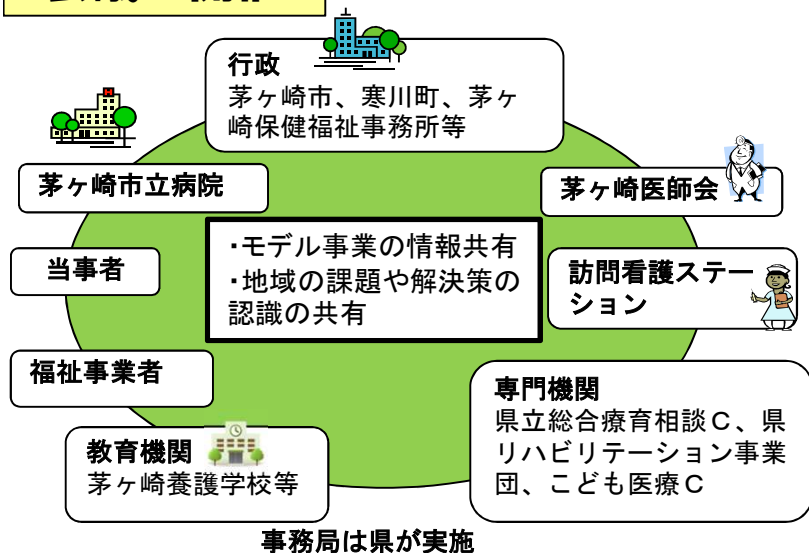 行政
茅ヶ崎市、寒川町、茅ヶ
崎保健福祉事務所等
茅ヶ崎市立病院
茅ヶ崎医師会
当事者
・モデル事業の情報共有
・地域の課題や解決策の
認識の共有
訪問看護ステー
ション
福祉事業者
専門機関
県立総合療育相談C、県
リハビリテーション事業
団、こども医療C
教育機関
茅ヶ崎養護学校等
事務局は県が実施